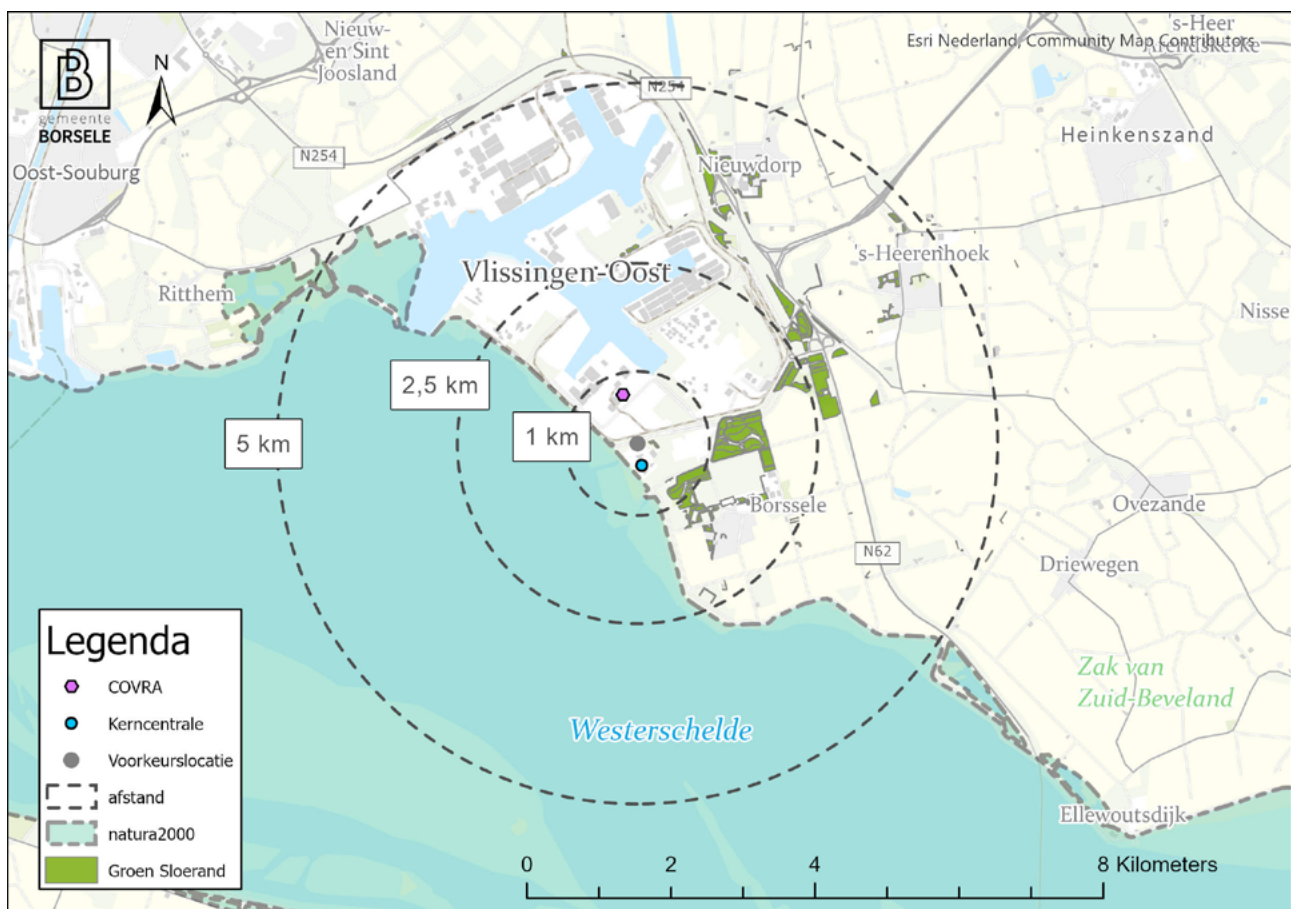 Nieuw-
en Sint
Joosland
's-Heer
Arendskerke
Esri Nederland, Community Map Contributors
N
gemeente
BORSELE
N254
N254
Heinkenszand
Oost-Souburg
Nieuwdorp
's-Heerenhoek
Vlissingen-Oost
Ritthem
Nisse
2,5 km
1 km
5 km
Borssele
Ovezande
N62
Driewegen
Zak van
Zuid-Beveland
Westerschelde
Ellewoutsdijk
Legenda
COVRA
Kerncentrale
Voorkeurslocatie
afstand
natura2000
Groen Sloerand
0 2 4 8 Kilometers